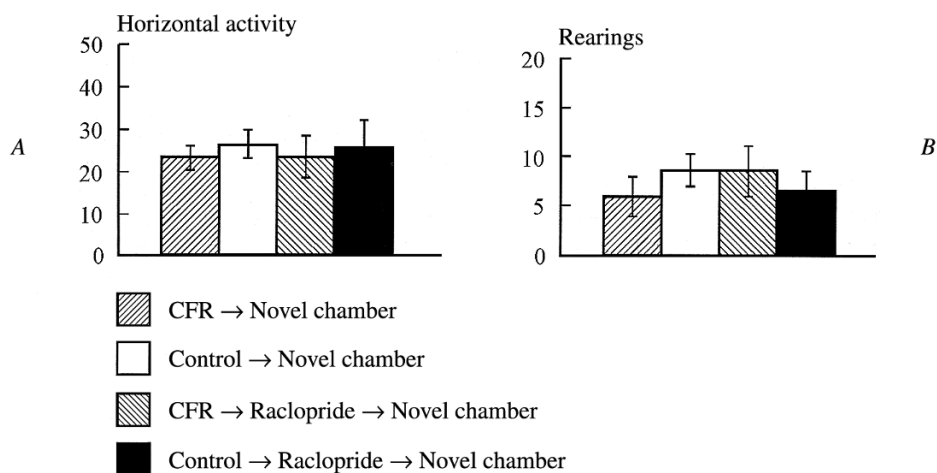 Horizontal activity
50
40
30
20
10
0
A
Rearings
20
15
10
5
0
B
CFR → Novel chamber
Control → Novel chamber
CFR → Raclopride → Novel chamber
Control → Raclopride → Novel chamber